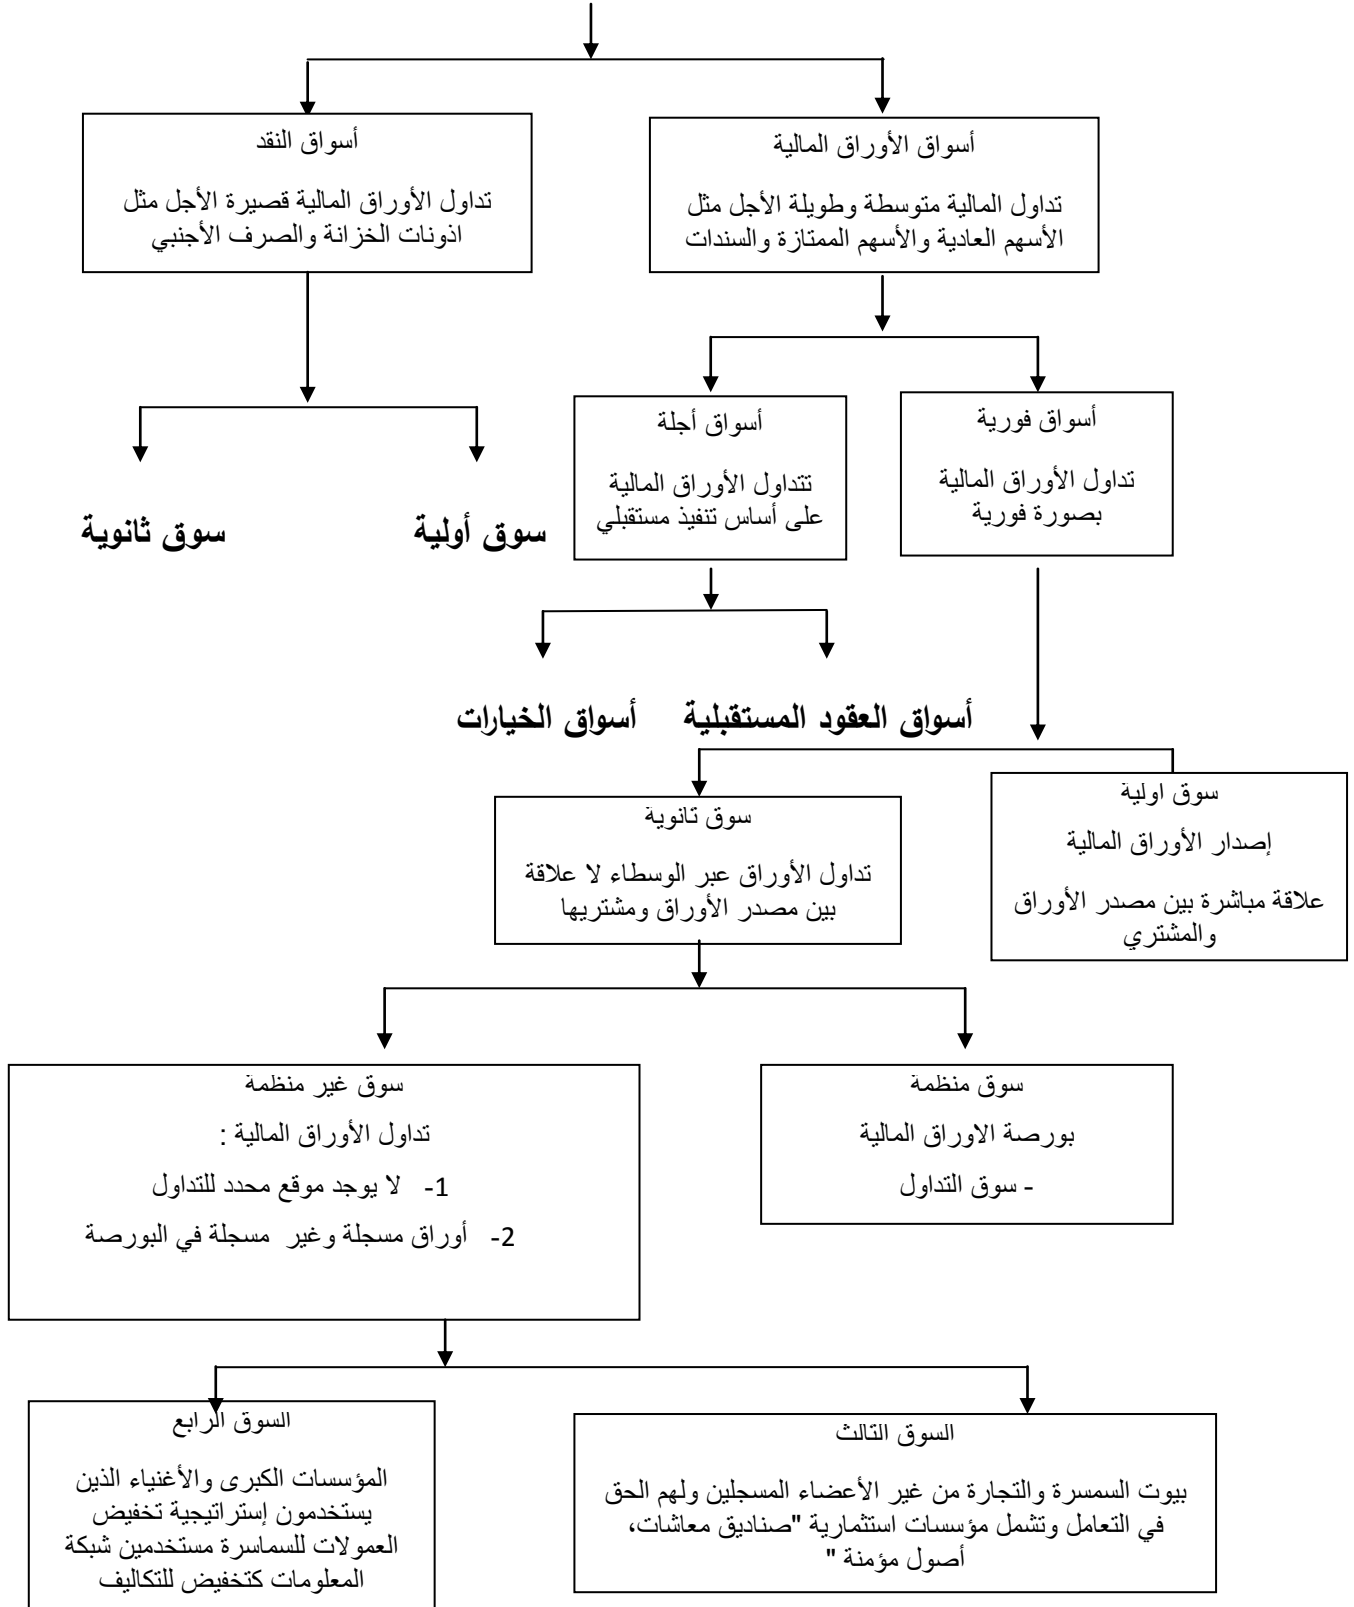 أسواق الأوراق المالية
تداول المالية متوسطة وطويلة الأجل مثل
الأسهم العادية والأسهم الممتازة والسندات
أسواق النقد
تداول الأوراق المالية قصيرة الأجل مثل
اذونات الخزانة والصرف الأجنبي
أسواق فورية
تداول الأوراق المالية
بصورة فورية
أسواق أجلة
تتداول الأوراق المالية
على أساس تنفيذ مستقبلي
سوق أولية
سوق ثانوية
أسواق العقود المستقبلية
أسواق الخيارات
سوق اولية
إصدار الأوراق المالية
علاقة مباشرة بين مصدر الأوراق
والمشتري
سوق ثانوية
تداول الأوراق عبر الوسطاء لا علاقة
بين مصدر الأوراق ومشتريها
سوق منظمة
بورصة الاوراق المالية
- سوق التداول
سوق غير منظمة
تداول الأوراق المالية :
1- لا يوجد موقع محدد للتداول
2- أوراق مسجلة وغير مسجلة في البورصة
السوق الثالث
بيوت السمسرة والتجارة من غير الأعضاء المسجلين ولهم الحق
في التعامل وتشمل مؤسسات استثمارية "صناديق معاشات،
أصول مؤمنة "
السوق الرابع
المؤسسات الكبرى والأغنياء الذين
يستخدمون إستراتيجية تخفيض
العمولات للسماسرة مستخدمين شبكة
المعلومات كتخفيض للتكاليف